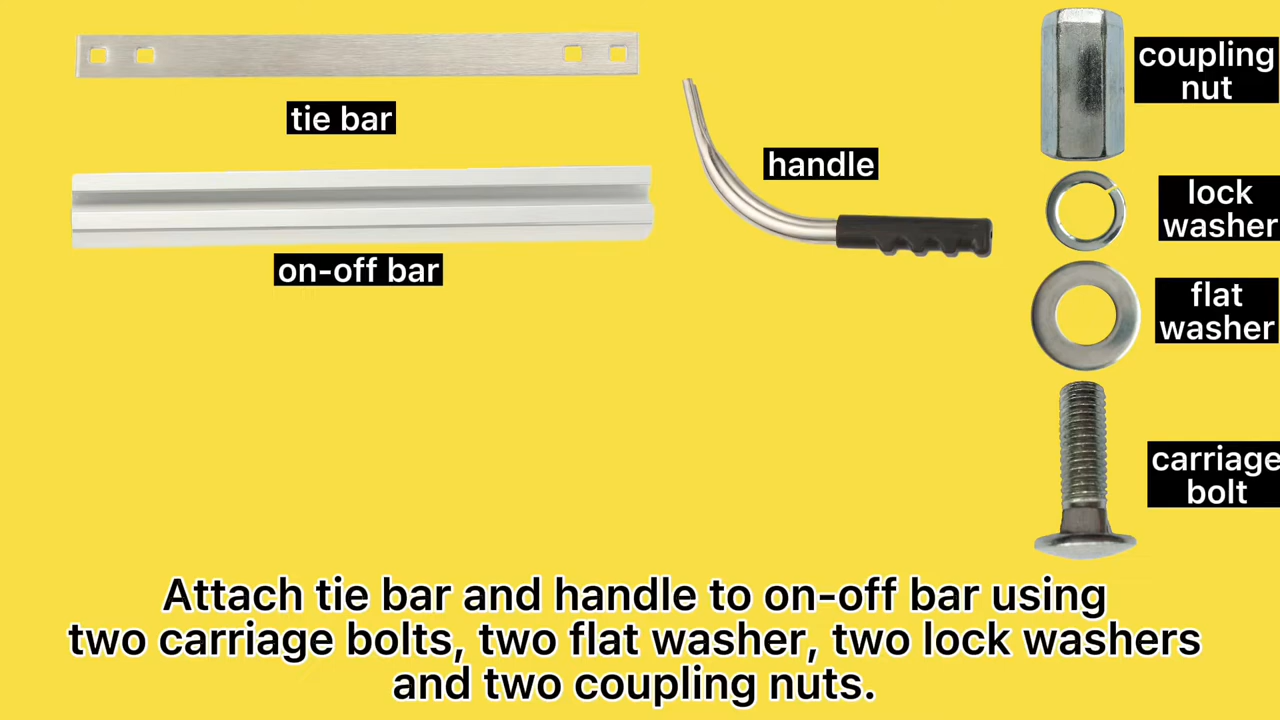 tie bar
on-off bar
handle
coupling
nut
lock
washer
flat
washer
carriage
bolt
Attach tie bar and handle to on-off bar using
two carriage bolts, two flat washer, two lock washers
and two coupling nuts.